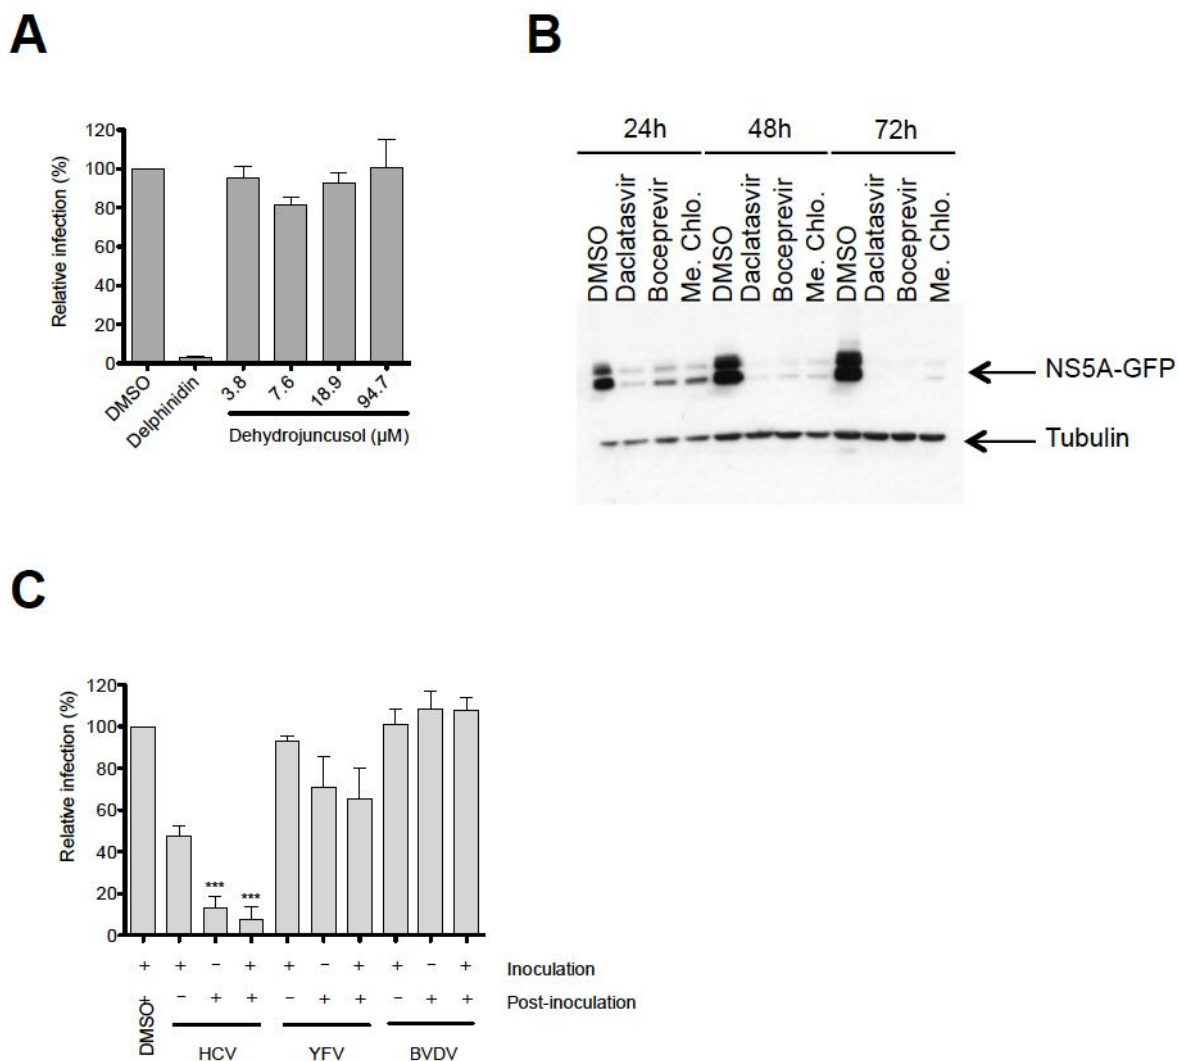 A
Relative infection (%)
120
100
80
60
40
20
0
DMSO
Delphinidin
3.8
7.6
18.9
94.7
Dehydrojuncusol (µM)
B
24h 48h 72h
DMSO Daclatasvir Boceprevir Me. Chlo. DMSO Daclatasvir Boceprevir Me. Chlo. DMSO Daclatasvir Boceprevir Me. Chlo.
NS5A-GFP
Tubulin
C
Relative infection (%)
120
100
80
60
40
20
0
*** ***
+ + − + + − + + − + Inoculation
+ − + + − + + − + + Post-inoculation
DMSO HCV YFV BVDV